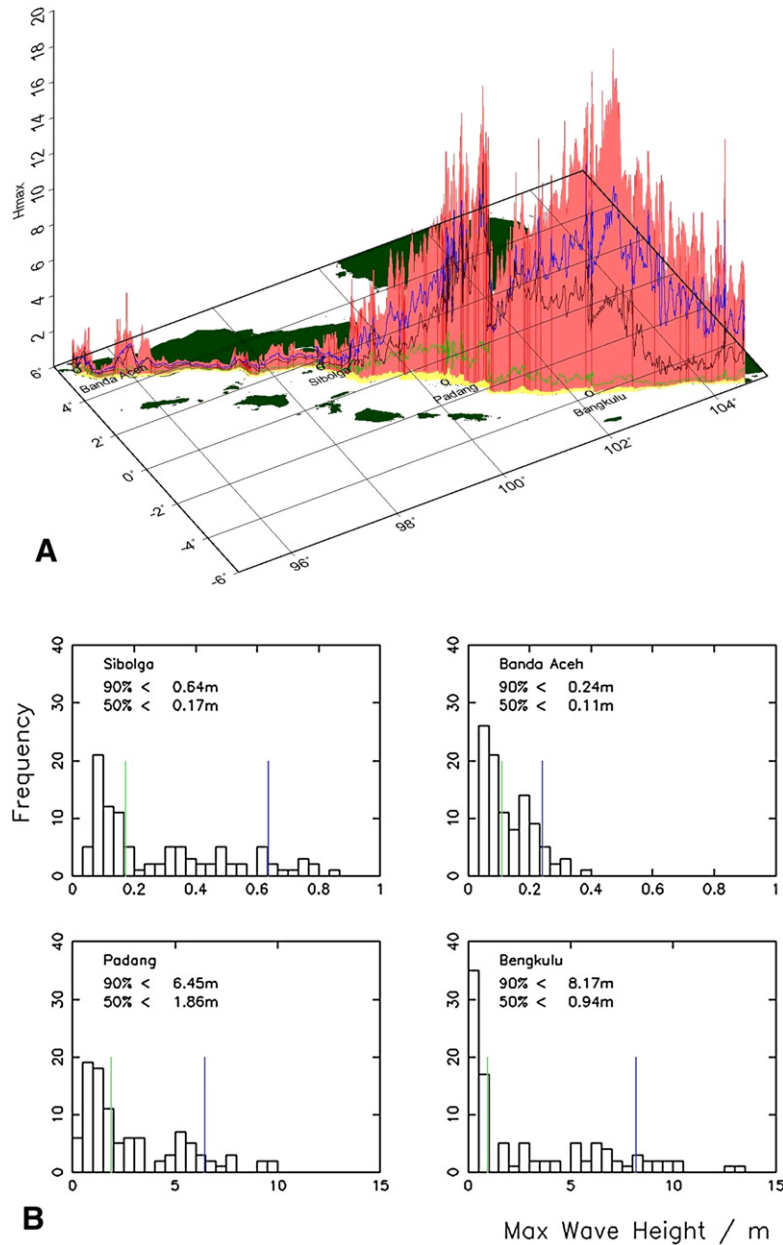 20
18
16
14
12
10
8
6
4
2
Hmax
6°
4°
2°
0°
-2°
-4°
-6°
96°
98°
100°
102°
104°
Banda Aceh
Sibolga
Padang
Bangkulu
A
Sibolga
90% < 0.64m
50% < 0.17m
40
30
20
10
0
0 0.2 0.4 0.6 0.8 1
Frequency
Banda Aceh
90% < 0.24m
50% < 0.11m
40
30
20
10
0
0 0.2 0.4 0.6 0.8 1
Padang
90% < 6.45m
50% < 1.86m
40
30
20
10
0
0 5 10 15
Bengkulu
90% < 8.17m
50% < 0.94m
40
30
20
10
0
0 5 10 15
B
Max Wave Height / m